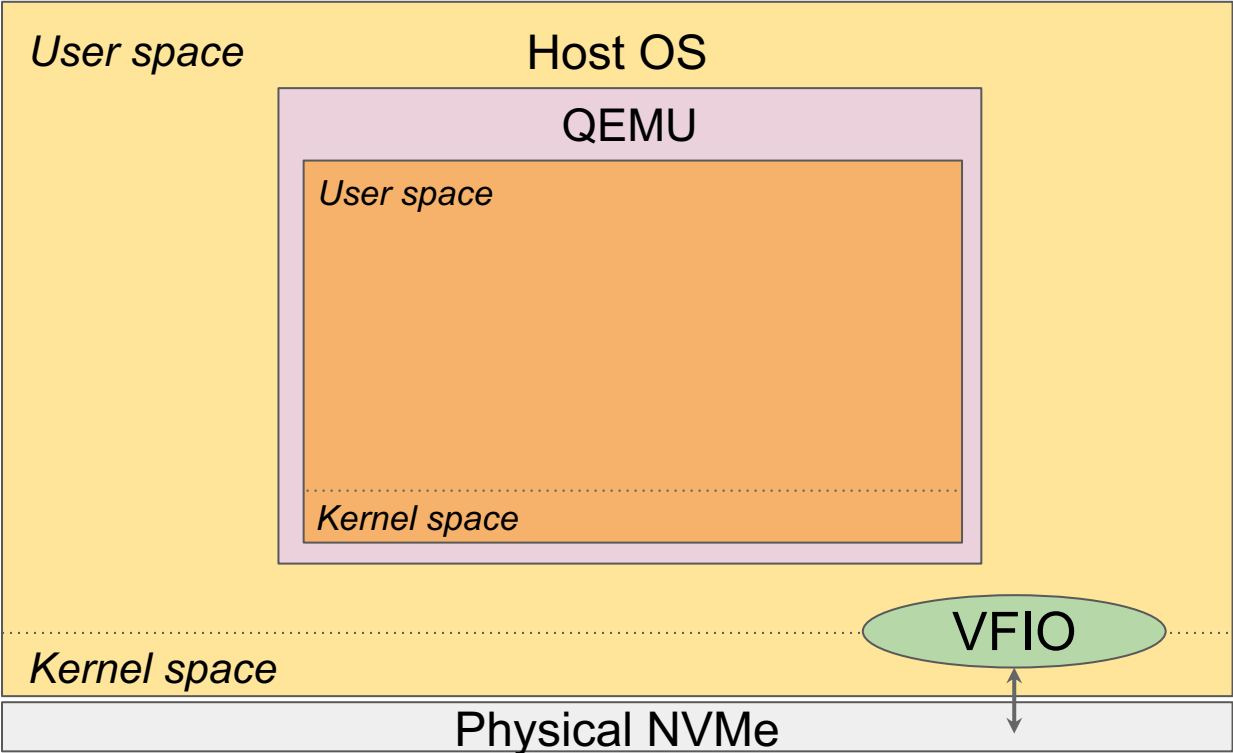 User space
Host OS
QEMU
User space
Kernel space
VFIO
Kernel space
Physical NVMe